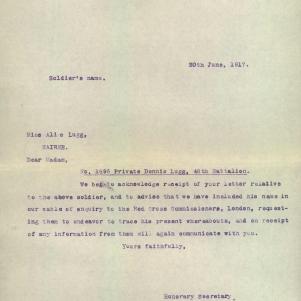 20th June, 1917.
Soldier's name.
Miss Alice Lugg,
Dear Madam,
No. 1696 Private Dennis Lugg, 48th Battalion.
We beg to acknowledge receipt of your letter relative
to the above soldier, and to advise that we have included his name in
our cable of enquiry to the Red Cross Commissioners, London, request-
ing them to endeavor to trace his present whereabouts, and on receipt
of any information from them will again communicate with you.
Yours faithfully,
Honorary Secretary